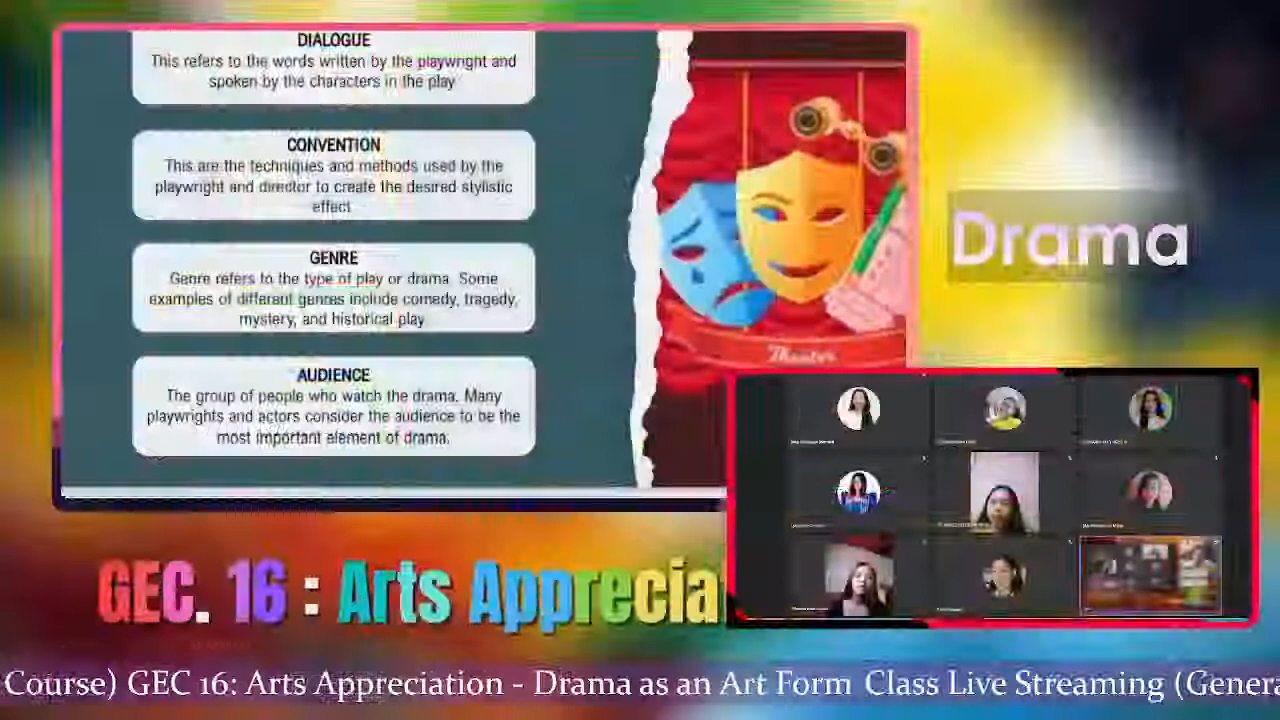 DIALOGUE
This refers to the words written by the playwright and
spoken by the characters in the play
CONVENTION
This are the techniques and methods used by the
playwright and director to create the desired stylistic
effect
GENRE
Genre refers to the type of play or drama. Some
examples of different genres include comedy, tragedy,
mystery, and historical play
AUDIENCE
The group of people who watch the drama. Many
playwrights and actors consider the audience to be the
most important element of drama.
Theater
Drama
GEC. 16 : Arts Apprecia
Course) GEC 16: Arts Appreciation - Drama as an Art Form Class Live Streaming (Genera